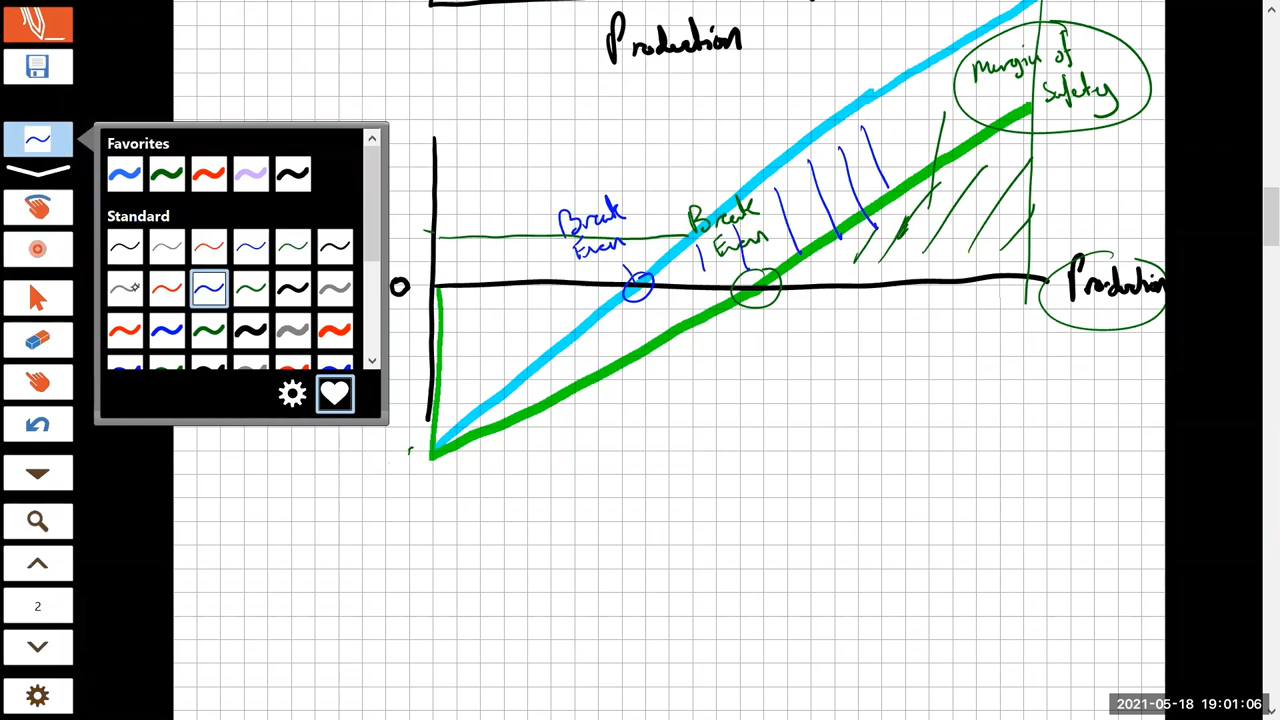 Production
Margin of
Safety
Favorites
Standard
Break
Even
Break
Even
0
Production
2
2021-05-18 19:01:06